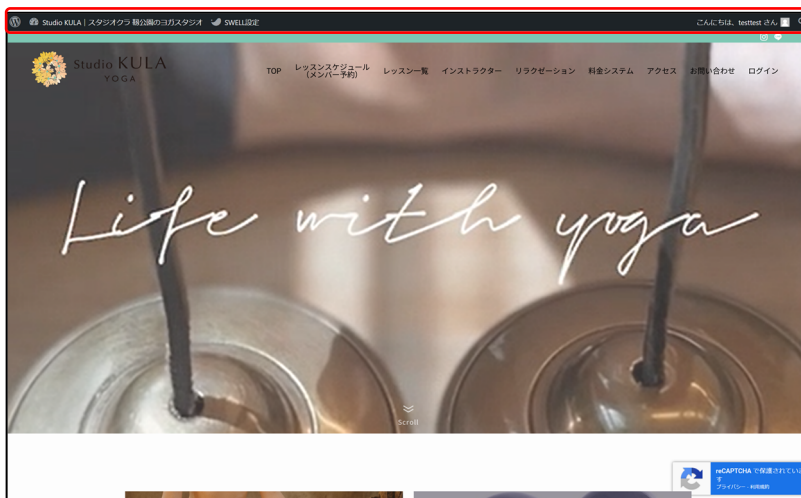 Studio KULA｜スタジオクラ 靱公園のヨガスタジオ SWELL設定 こんにちは、testtest さん
Studio KULA
YOGA
TOP
レッスンスケジュール
(メンバー予約)
レッスン一覧
インストラクター
リラクゼーション
料金システム
アクセス
お問い合わせ
ログイン
Life with yoga
Scroll
reCAPTCHA で保護されていま
す
プライバシー - 利用規約